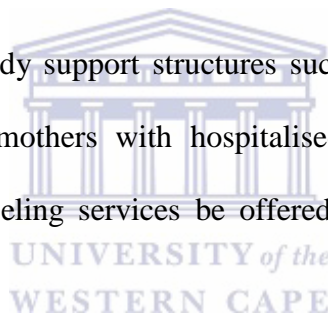 dy support structures suc
mothers with hospitalise
eling services be offered
UNIVERSITY of the
WESTERN CAPE